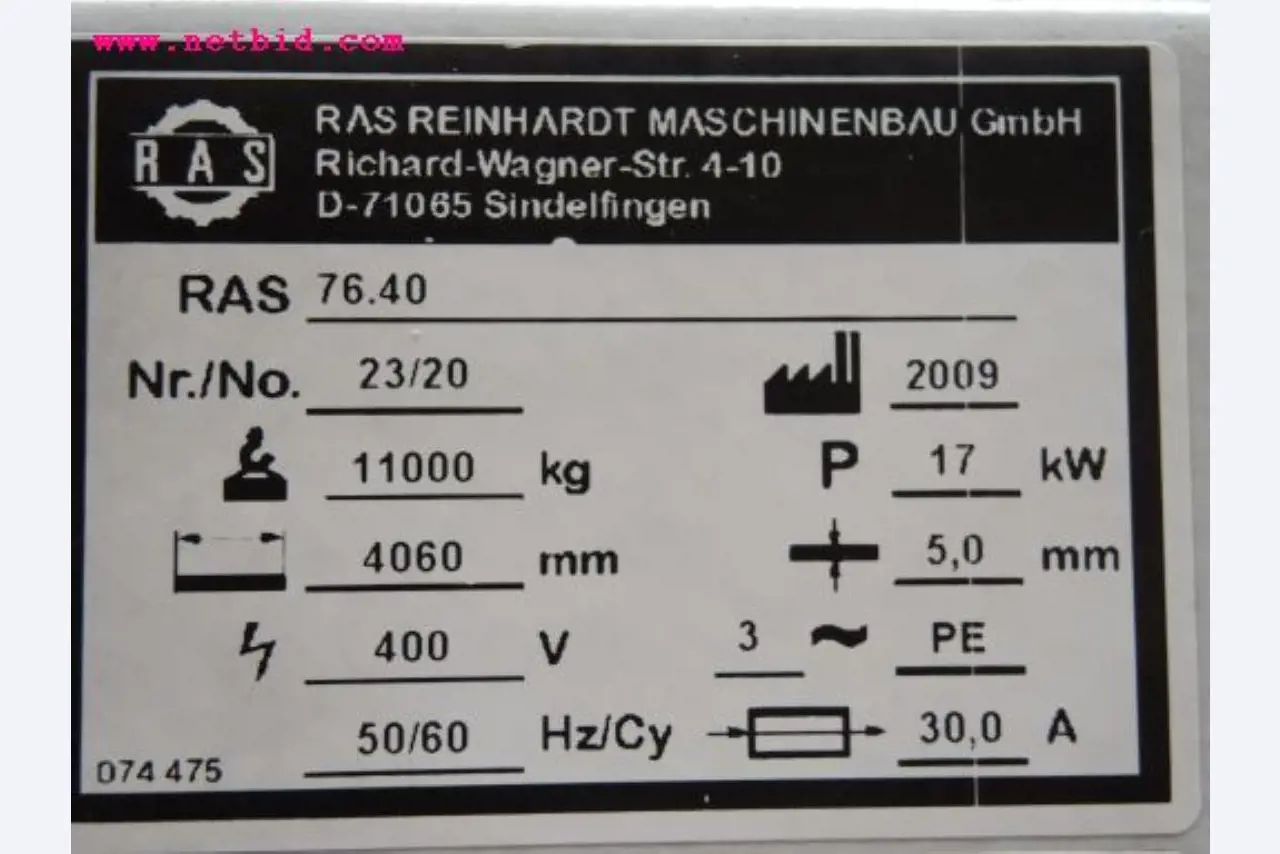 www.netbid.com
RAS
RAS REINHARDT MASCHINENBAU GmbH
Richard-Wagner-Str. 4-10
D-71065 Sindelfingen
RAS 76.40
Nr./No. 23/20 2009
11000 kg P 17 kW
4060 mm 5,0 mm
400 V 3 ~ PE
50/60 Hz/Cy 30,0 A
074 475